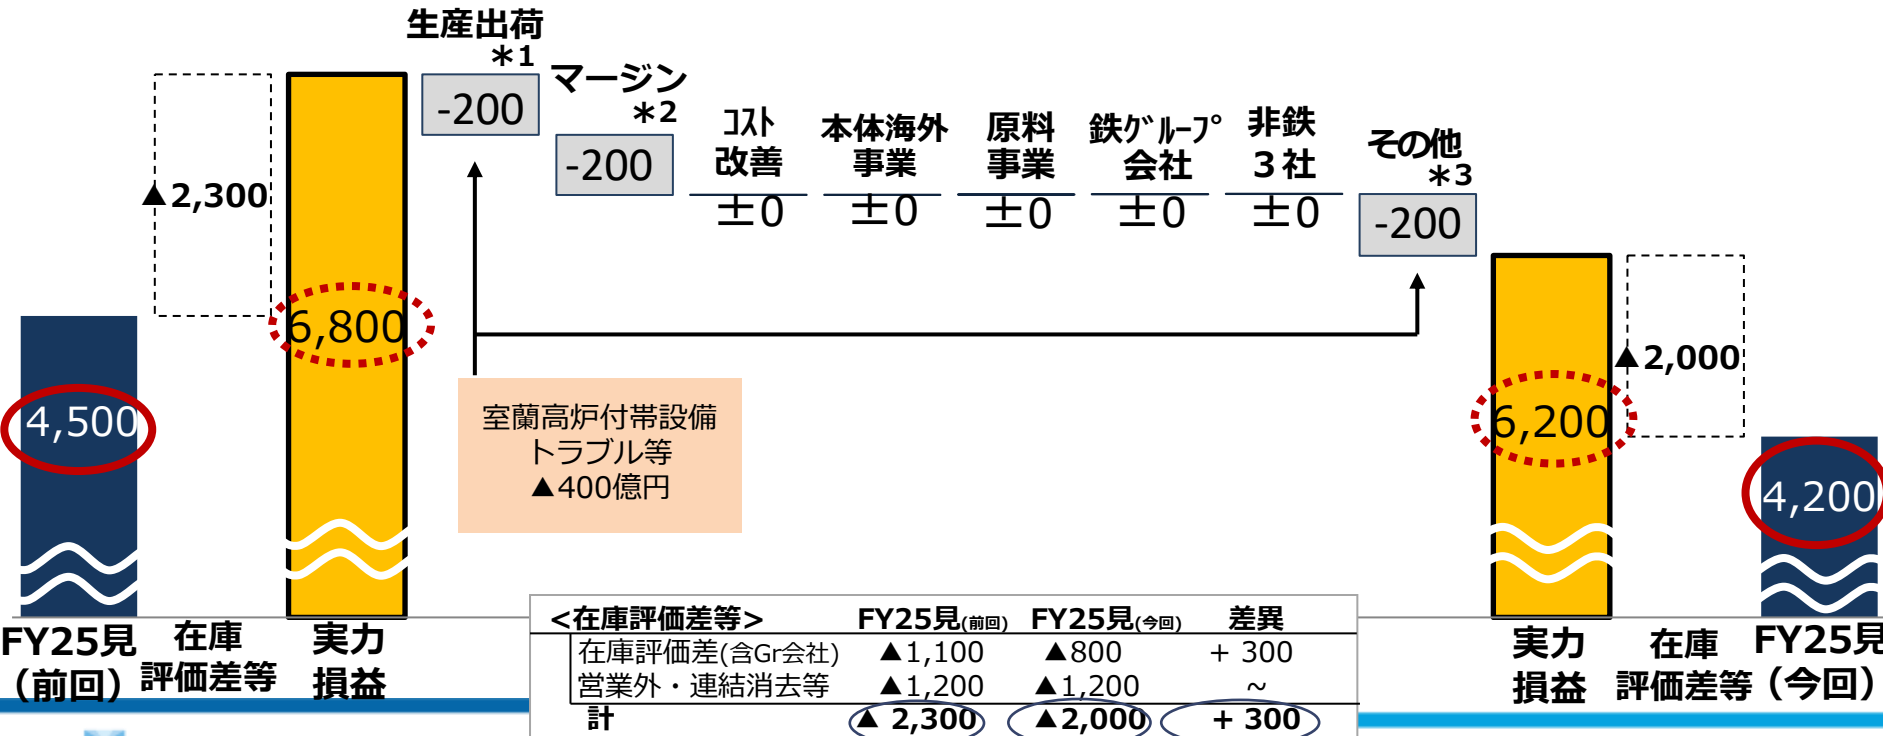 生産出荷
＊1
マージン
＊2
ｺｽﾄ
改善
本体海外
事業
原料
事業
鉄ｸﾞﾙｰﾌﾟ
会社
非鉄
３社
その他
＊3
-200
-200
±0
±0
±0
±0
±0
-200
▲2,300
6,800
4,500
室蘭高炉付帯設備
トラブル等
▲400億円
▲2,000
6,200
4,200
FY25見
（前回）
在庫
評価差等
実力
損益
<在庫評価差等> FY25見(前回) FY25見(今回) 差異
在庫評価差(含Gr会社) ▲1,100 ▲800 + 300
営業外・連結消去等 ▲1,200 ▲1,200 ~
計 ▲ 2,300 ▲2,000 + 300
実力
損益
在庫
評価差等
FY25見
（今回）